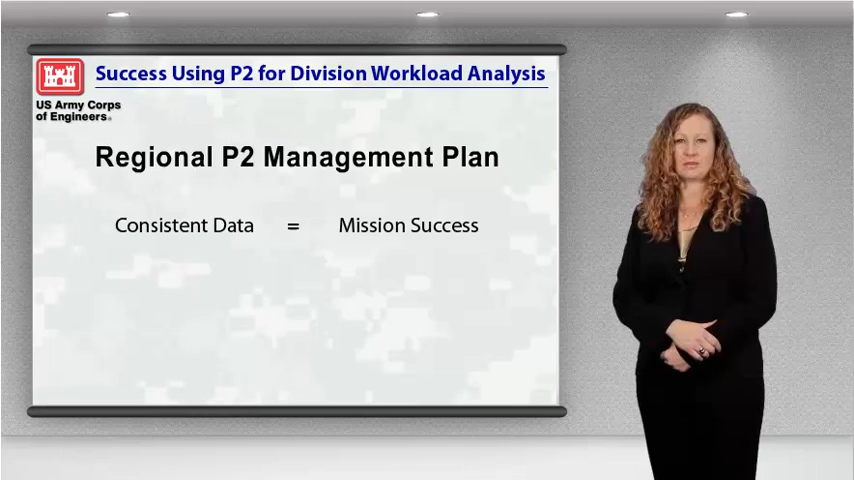 Success Using P2 for Division Workload Analysis
US Army Corps
of Engineers®
Regional P2 Management Plan
Consistent Data = Mission Success